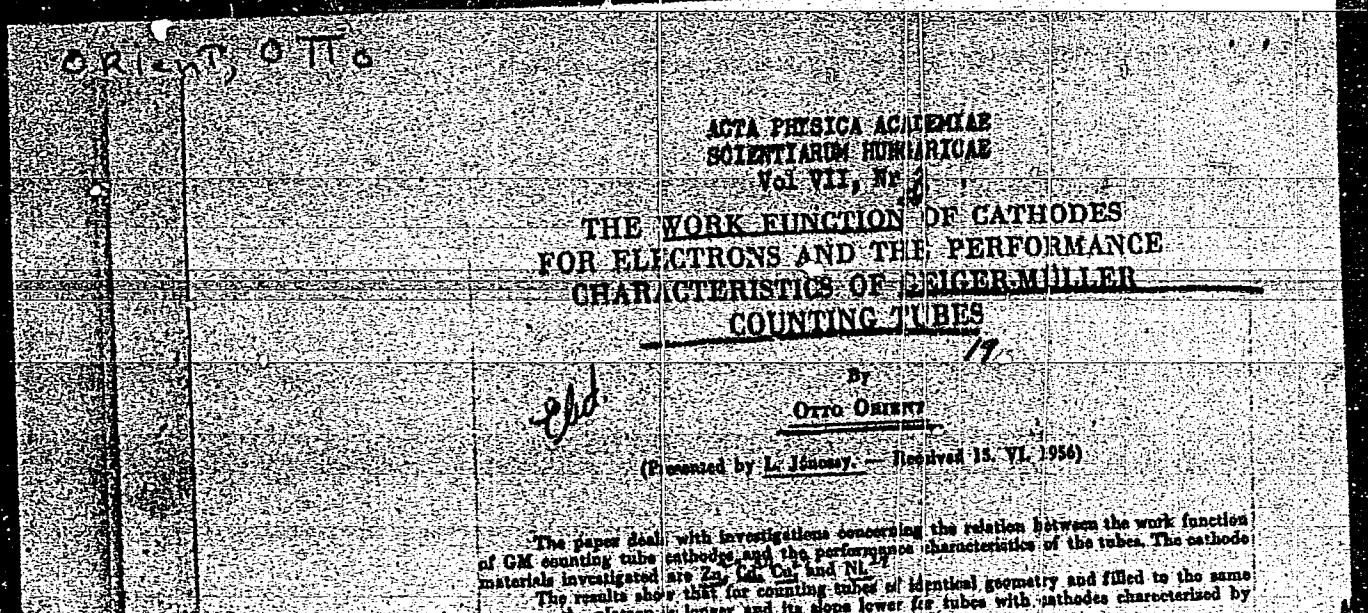 ORIENT, OTTO
ACTA PHYSICA ACADEMIAE
SCIENTIARUM HUNGARICAE
Vol VII, Nr
THE WORK FUNCTION OF CATHODES
FOR ELECTRONS AND THE PERFORMANCE
CHARACTERISTICS OF GEIGER-MÜLLER
COUNTING TUBES
By
OTTO ORIENT
(Presented by L. Jánossy. — Received 15. VI. 1956)
The paper deals with investigations concerning the relation between the work function
of GM counting tube cathodes and the performance characteristics of the tubes. The cathode
materials investigated are Zn, Cd, Cu, and Ni.
The results show that for counting tubes of identical geometry and filled to the same
is longer and its slope lower for tubes with cathodes characterized by